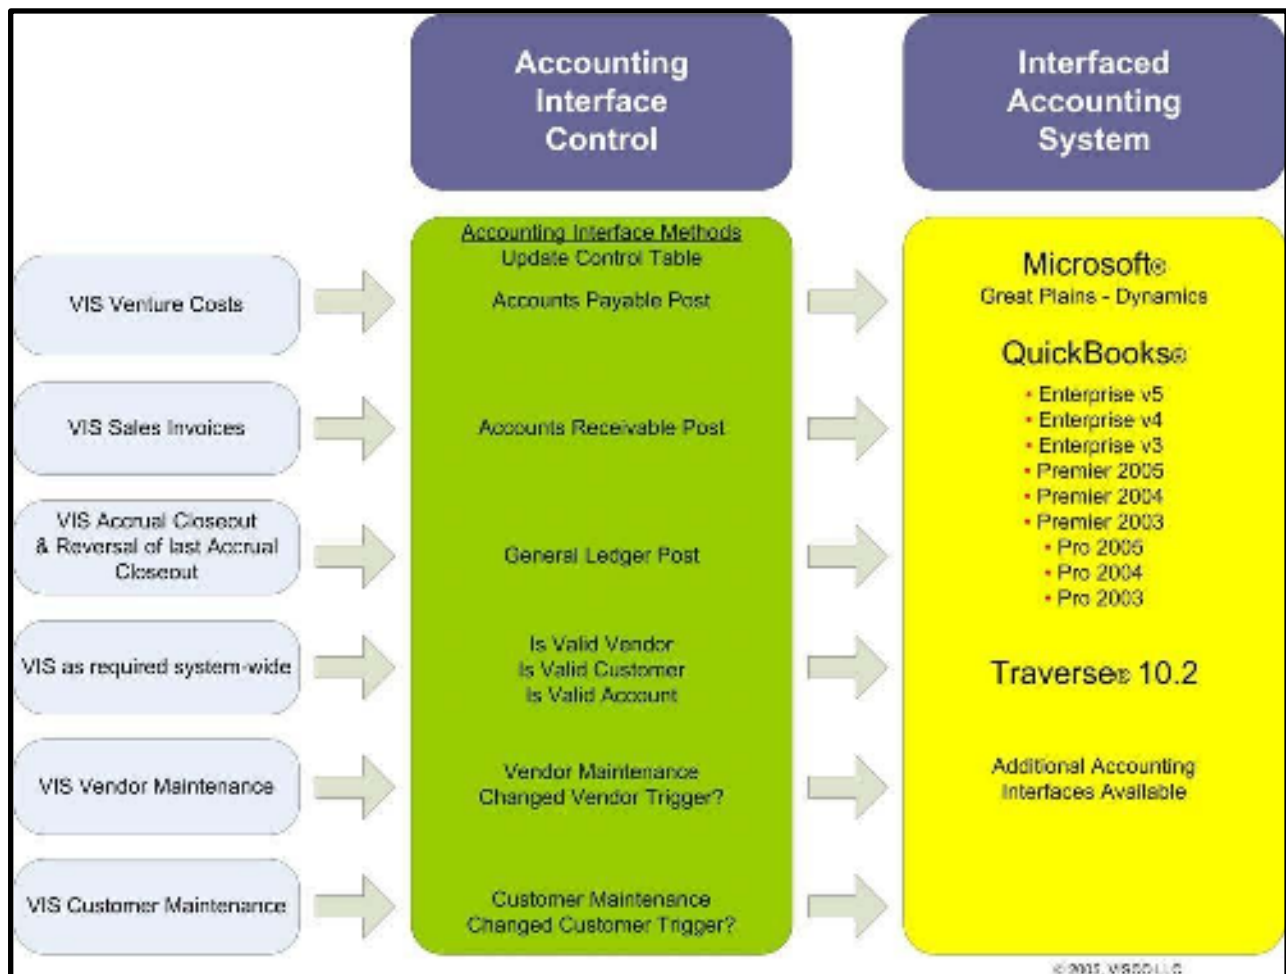 Accounting
Interface
Control
Interfaced
Accounting
System
VIS Venture Costs
VIS Sales Invoices
VIS Accrual Closeout
& Reversal of last Accrual
Closeout
VIS as required system-wide
VIS Vendor Maintenance
VIS Customer Maintenance
Accounting Interface Methods
Update Control Table
Accounts Payable Post
Accounts Receivable Post
General Ledger Post
Is Valid Vendor
Is Valid Customer
Is Valid Account
Vendor Maintenance
Changed Vendor Trigger?
Customer Maintenance
Changed Customer Trigger?
Microsoft®
Great Plains - Dynamics
QuickBooks®
• Enterprise v5
• Enterprise v4
• Enterprise v3
• Premier 2005
• Premier 2004
• Premier 2003
• Pro 2005
• Pro 2004
• Pro 2003
Traverse® 10.2
Additional Accounting
Interfaces Available
© 2005, VISCO LLC